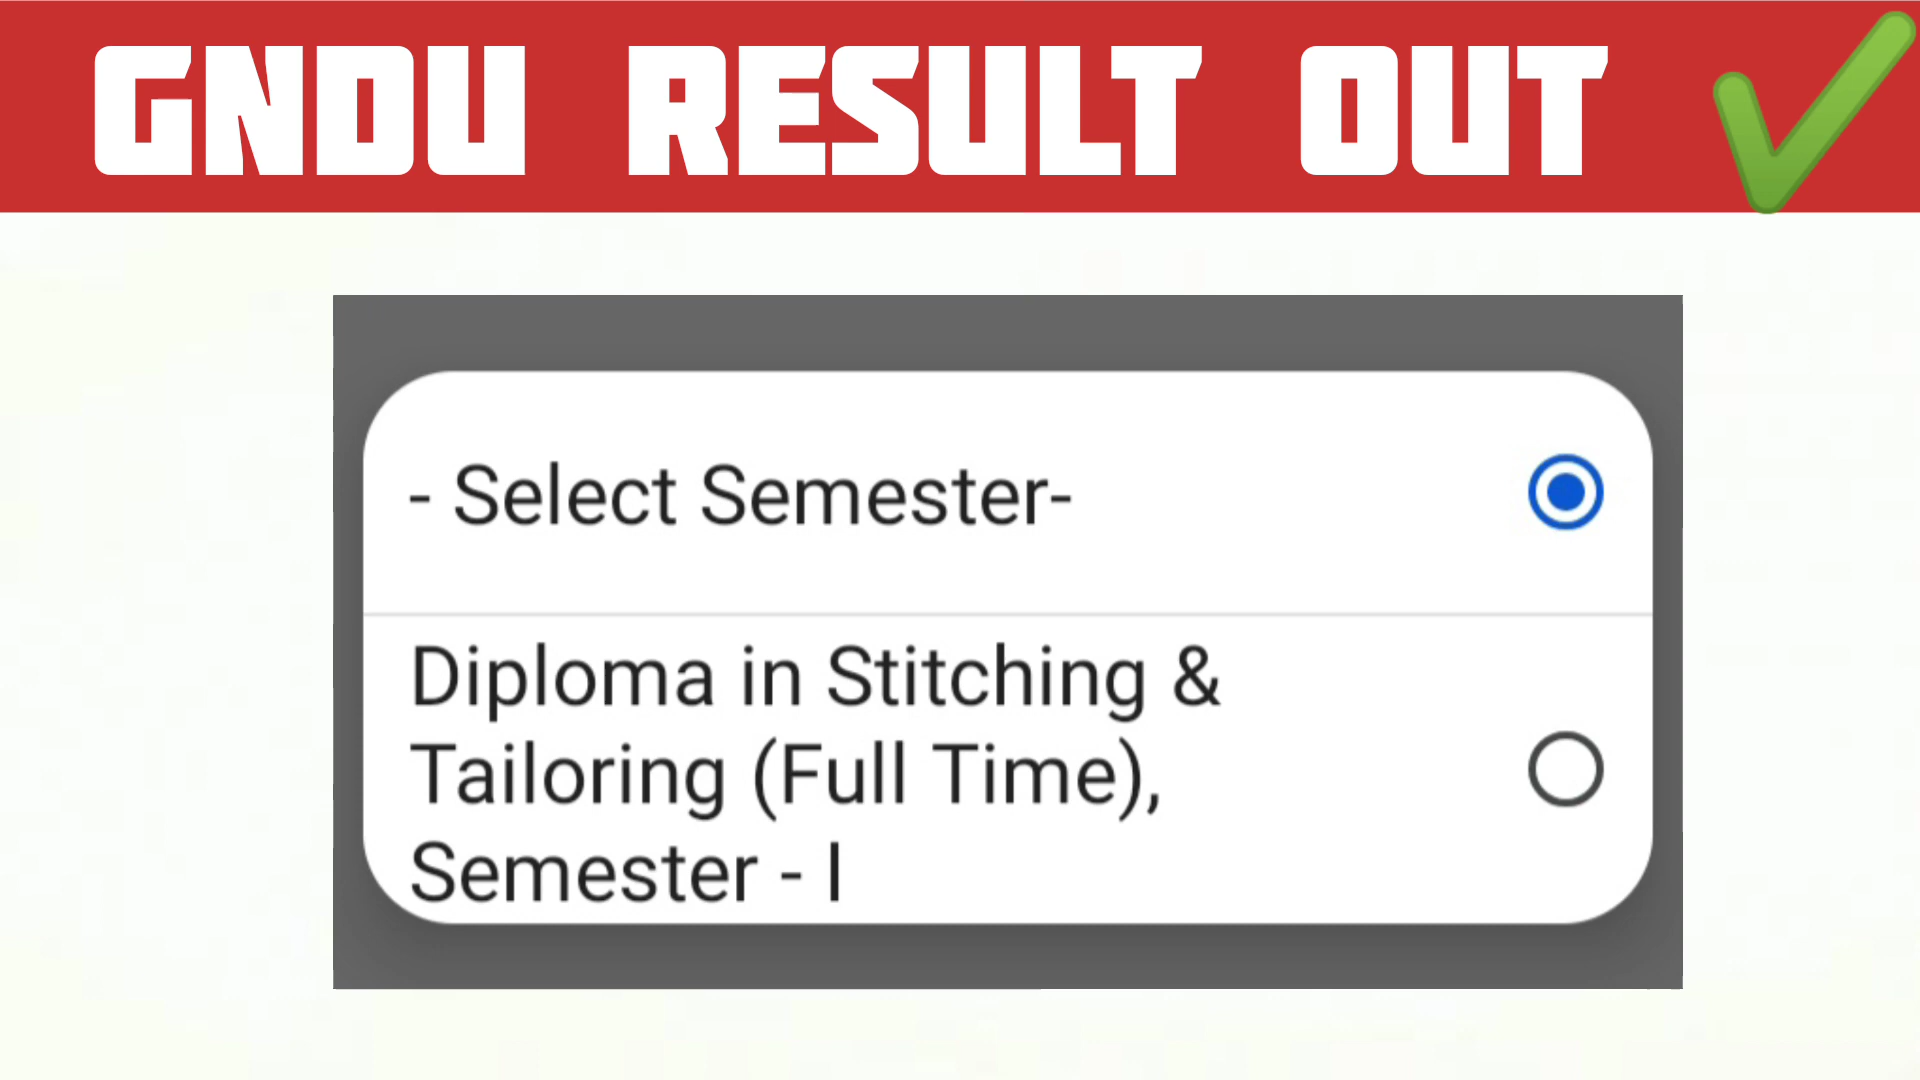 GNDU RESULT OUT
- Select Semester-
Diploma in Stitching &
Tailoring (Full Time),
Semester - I